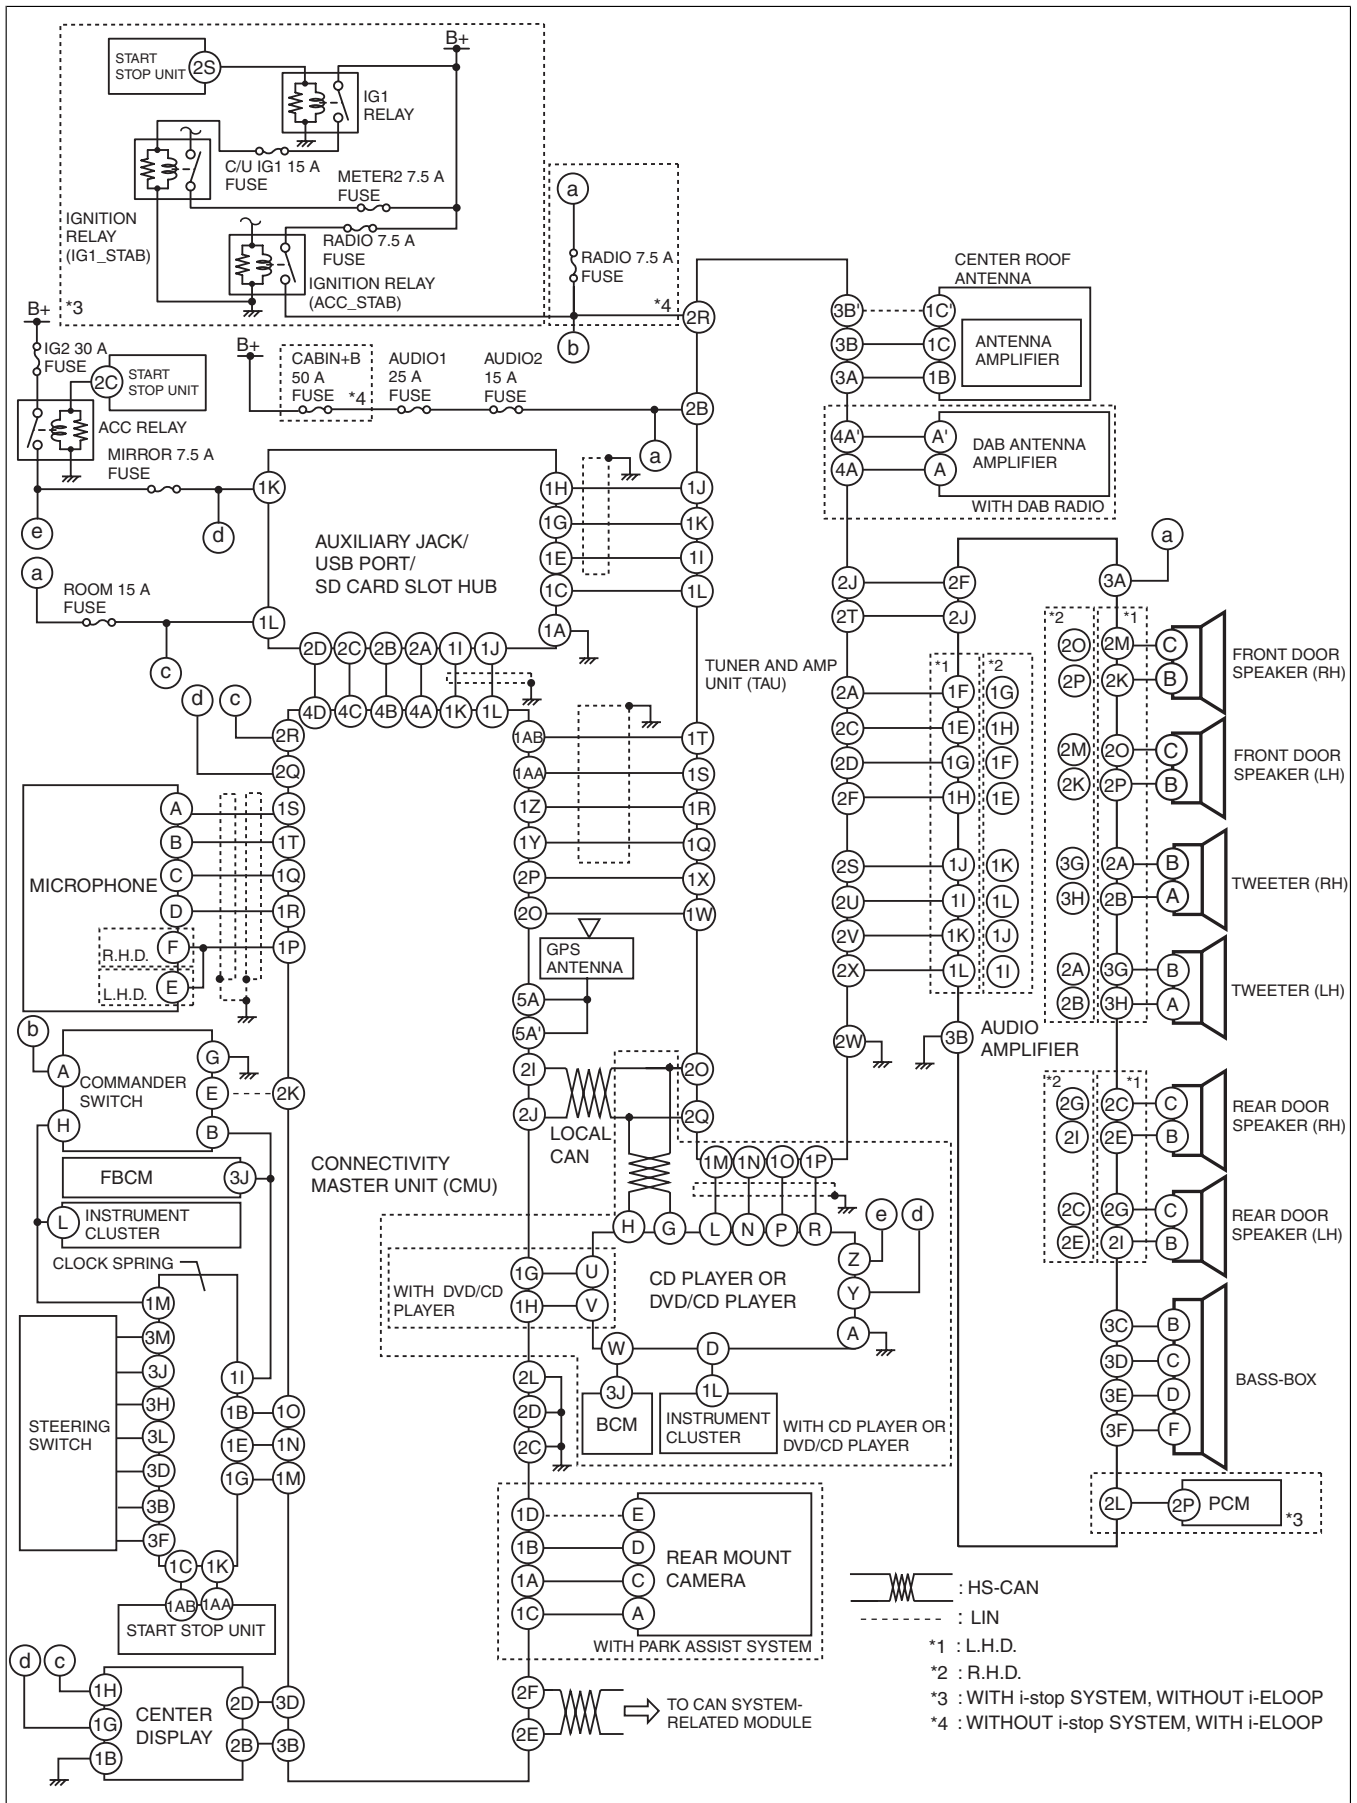 B+
START
STOP UNIT
2S
IG1
RELAY
C/U IG1 15 A
FUSE
METER2 7.5 A
FUSE
IGNITION
RELAY
(IG1_STAB)
RADIO 7.5 A
FUSE
IGNITION RELAY
(ACC_STAB)
*3
a
RADIO 7.5 A
FUSE
*4
2R
b
B+
IG2 30 A
FUSE
2C
START
STOP UNIT
ACC RELAY
MIRROR 7.5 A
FUSE
B+
CABIN+B
50 A
FUSE
*4
AUDIO1
25 A
FUSE
AUDIO2
15 A
FUSE
2B
a
e
d
1K
a
ROOM 15 A
FUSE
1L
c
AUXILIARY JACK/
USB PORT/
SD CARD SLOT HUB
1H
1J
1G
1K
1E
1I
1C
1L
1A
2D
2C
2B
2A
1I
1J
4D
4C
4B
4A
1K
1L
TUNER AND AMP
UNIT (TAU)
CENTER ROOF
ANTENNA
3B'
1C'
3B
1C
3A
1B
ANTENNA
AMPLIFIER
4A'
A'
4A
A
DAB ANTENNA
AMPLIFIER
WITH DAB RADIO
2J
2F
2T
2J
3A
a
*1
*2
2A
1F
1G
2C
1E
1H
2D
1G
1F
2F
1H
1E
2S
1J
1K
2U
1I
1L
2V
1K
1J
2X
1L
1I
2W
3B
AUDIO
AMPLIFIER
*2
*1
2O
2M
C
2P
2K
B
FRONT DOOR
SPEAKER (RH)
2M
2O
C
2K
2P
B
FRONT DOOR
SPEAKER (LH)
3G
2A
B
3H
2B
A
TWEETER (RH)
2A
3G
B
2B
3H
A
TWEETER (LH)
*2
*1
2G
2C
C
2I
2E
B
REAR DOOR
SPEAKER (RH)
2C
2G
C
2E
2I
B
REAR DOOR
SPEAKER (LH)
3C
B
3D
C
3E
D
3F
F
BASS-BOX
2L
2P
PCM
*3
d
c
2R
2Q
MICROPHONE
A
1S
B
1T
C
1Q
D
1R
R.H.D.
F
1P
L.H.D.
E
1AB
1T
1AA
1S
1Z
1R
1Y
1Q
2P
1X
2O
1W
GPS
ANTENNA
5A
5A'
2I
2O
2J
2Q
LOCAL
CAN
b
A
COMMANDER
SWITCH
G
E
2K
H
B
FBCM
3J
L
INSTRUMENT
CLUSTER
CLOCK SPRING
CONNECTIVITY
MASTER UNIT (CMU)
1M
1N
1O
1P
H
G
L
N
P
R
e
d
Z
Y
A
WITH DVD/CD
PLAYER
1G
U
1H
V
CD PLAYER OR
DVD/CD PLAYER
W
D
3J
BCM
1L
INSTRUMENT
CLUSTER
WITH CD PLAYER OR
DVD/CD PLAYER
1M
3M
3J
3H
3L
3D
3B
3F
STEERING
SWITCH
1I
1B
1O
1E
1N
1G
1M
1C
1K
1AB
1AA
START STOP UNIT
2L
2D
2C
1D
E
1B
D
1A
C
1C
A
REAR MOUNT
CAMERA
WITH PARK ASSIST SYSTEM
d
c
1H
1G
1B
CENTER
DISPLAY
2D
3D
2B
3B
2F
2E
TO CAN SYSTEM-
RELATED MODULE
: HS-CAN
: LIN
*1 : L.H.D.
*2 : R.H.D.
*3 : WITH i-stop SYSTEM, WITHOUT i-ELOOP
*4 : WITHOUT i-stop SYSTEM, WITH i-ELOOP